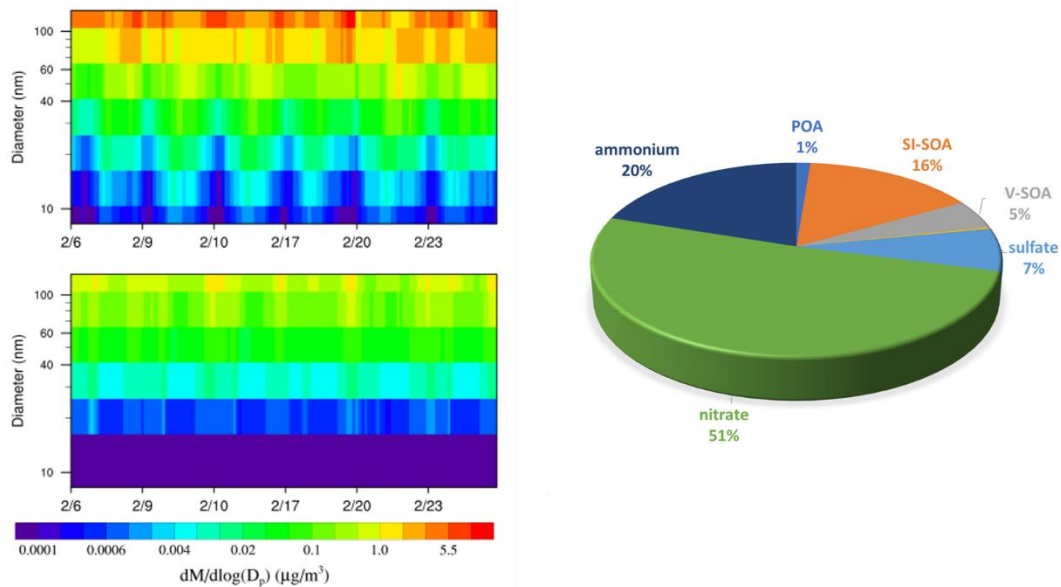 Diameter (nm)
100
60
40
10
2/6 2/9 2/10 2/17 2/20 2/23
Diameter (nm)
100
60
40
10
2/6 2/9 2/10 2/17 2/20 2/23
0.0001 0.0006 0.004 0.02 0.1 1.0 5.5
dM/dlog(Dp) (μg/m³)
POA
1%
SI-SOA
16%
V-SOA
5%
sulfate
7%
nitrate
51%
ammonium
20%